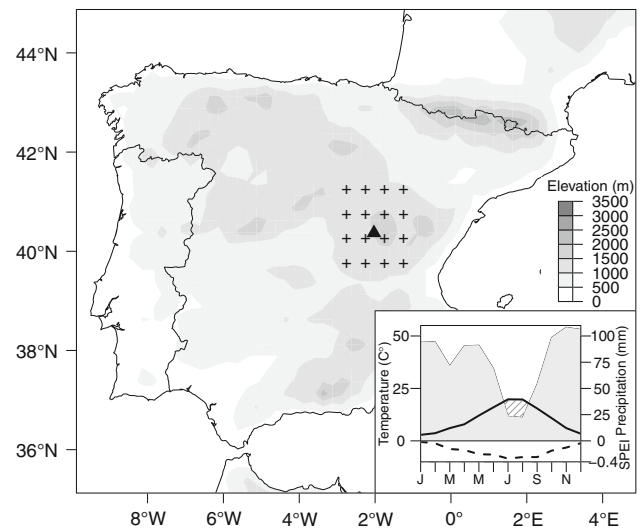 44°N
42°N
40°N
38°N
36°N
8°W
6°W
4°W
2°W
0°
2°E
4°E
Elevation (m)
3500
3000
2500
2000
1500
1000
500
0
Temperature (C°)
50
25
0
100
75
50
25
0
−0.4
SPEI Precipitation (mm)
J M M J S N